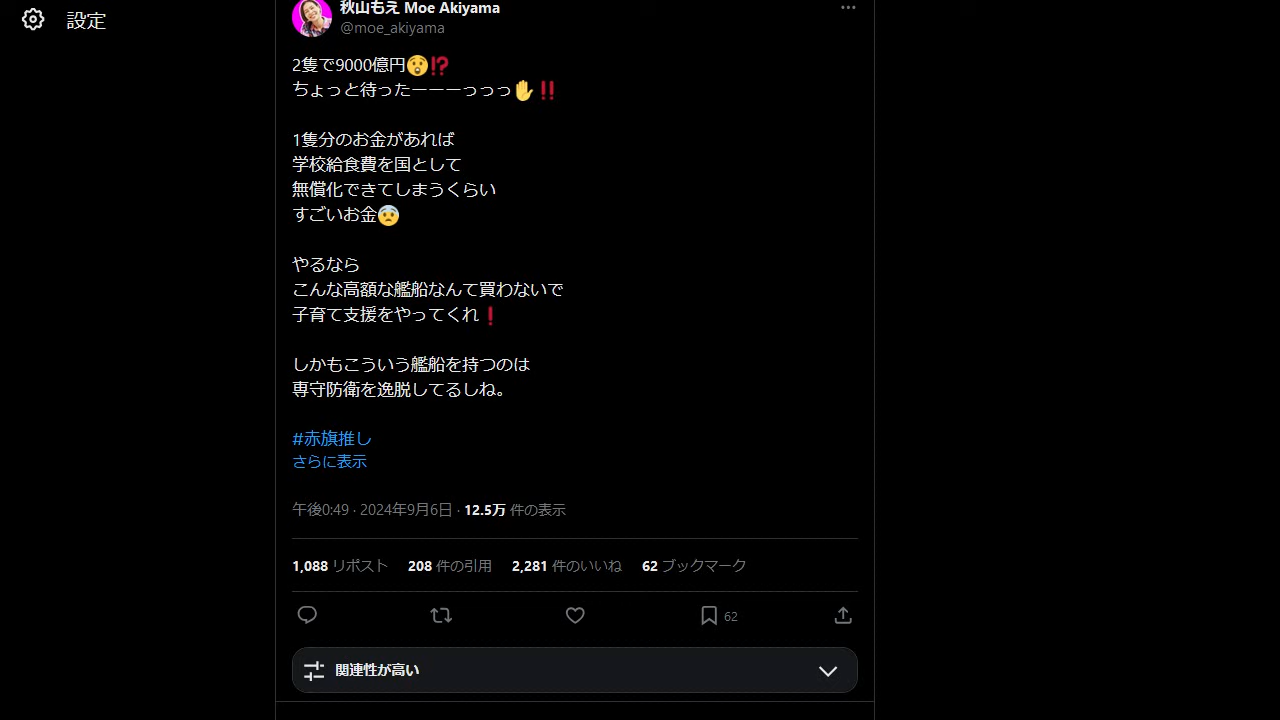 設定
秋山もえ Moe Akiyama
@moe_akiyama
2隻で9000億円😲⁉️
ちょっと待ったーーーっっっ✋‼️
1隻分のお金があれば
学校給食費を国として
無償化できてしまうくらい
すごいお金😨
やるなら
こんな高額な艦船なんて買わないで
子育て支援をやってくれ❗
しかもこういう艦船を持つのは
専守防衛を逸脱してるしね。
#赤旗推し
さらに表示
午後0:49 · 2024年9月6日 · 12.5万 件の表示
1,088 リポスト 208 件の引用 2,281 件のいいね 62 ブックマーク
62
関連性が高い